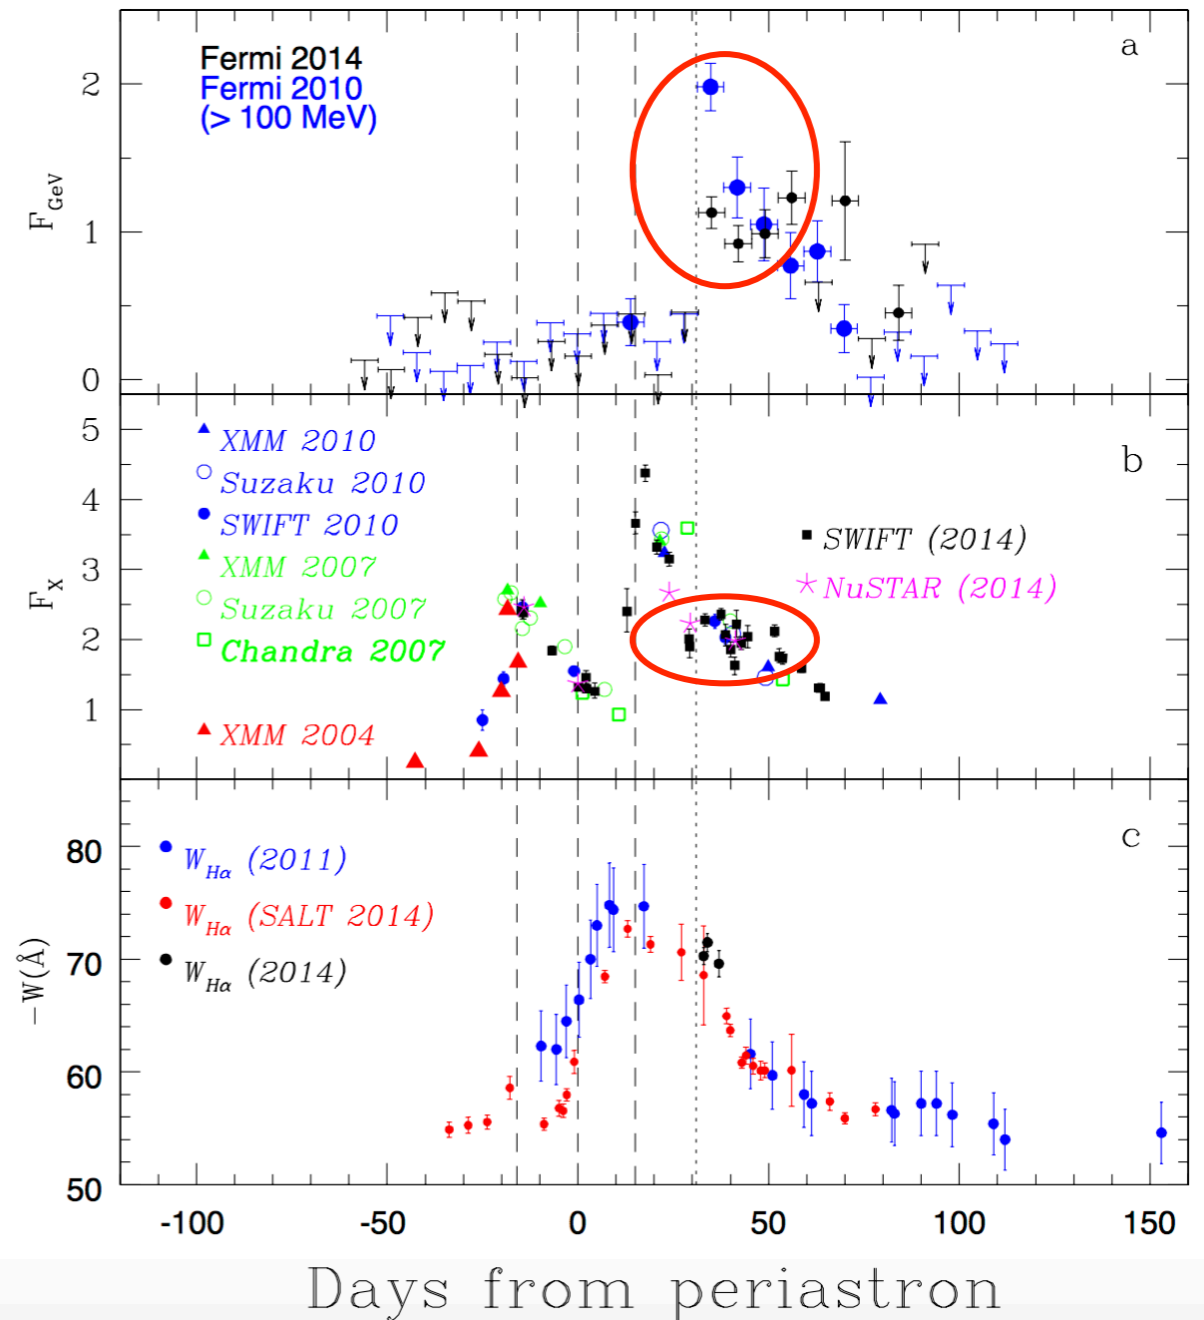 a
Fermi 2014
Fermi 2010
(> 100 MeV)
2
1
0
F_GeV
b
XMM 2010
Suzaku 2010
SWIFT 2010
XMM 2007
Suzaku 2007
Chandra 2007
XMM 2004
SWIFT (2014)
NuSTAR (2014)
5
4
3
2
1
F_X
c
W_Hα (2011)
W_Hα (SALT 2014)
W_Hα (2014)
80
70
60
50
−W(Å)
-100 -50 0 50 100 150
Days from periastron